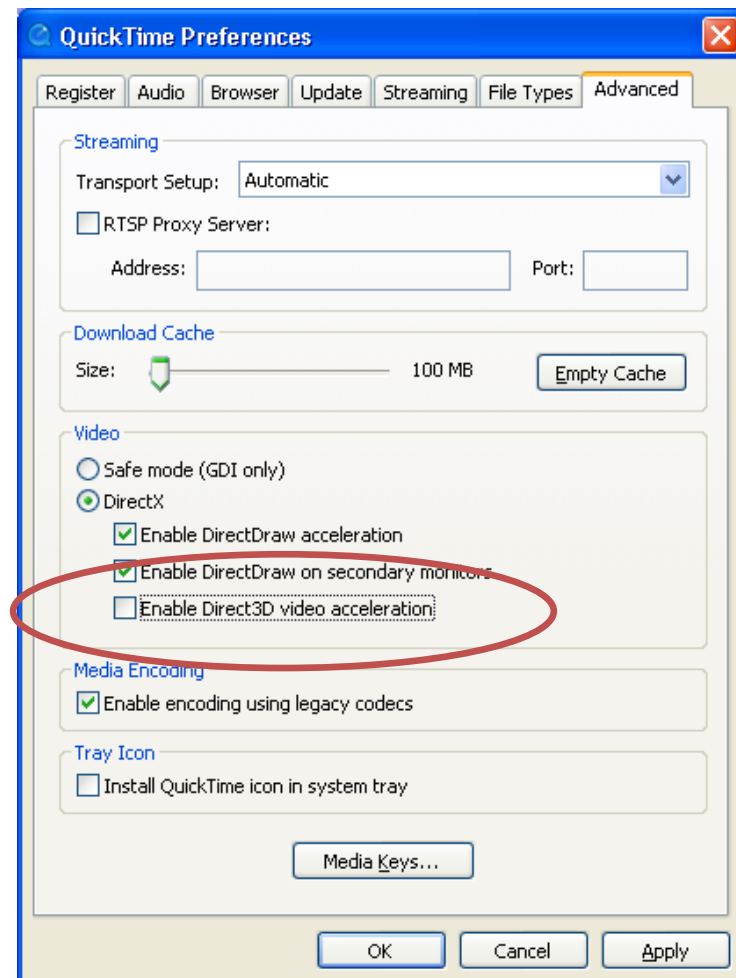 QuickTime Preferences
Register Audio Browser Update Streaming File Types Advanced
Streaming
Transport Setup: Automatic
RTSP Proxy Server:
Address: Port:
Download Cache
Size: 100 MB Empty Cache
Video
Safe mode (GDI only)
DirectX
Enable DirectDraw acceleration
Enable DirectDraw on secondary monitors
Enable Direct3D video acceleration
Media Encoding
Enable encoding using legacy codecs
Tray Icon
Install QuickTime icon in system tray
Media Keys...
OK Cancel Apply